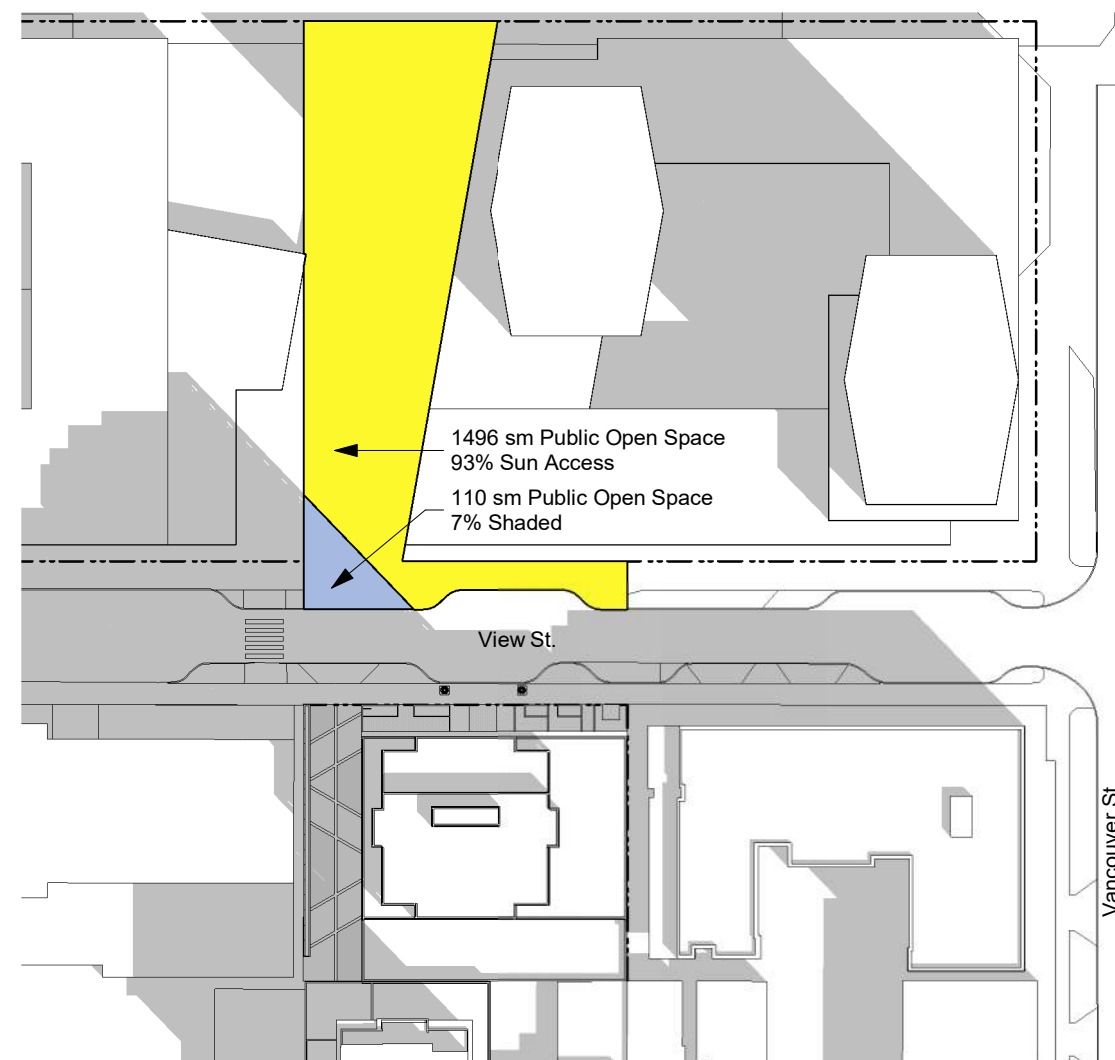 1496 sm Public Open Space
93% Sun Access
110 sm Public Open Space
7% Shaded
View St.
Vancouver St.